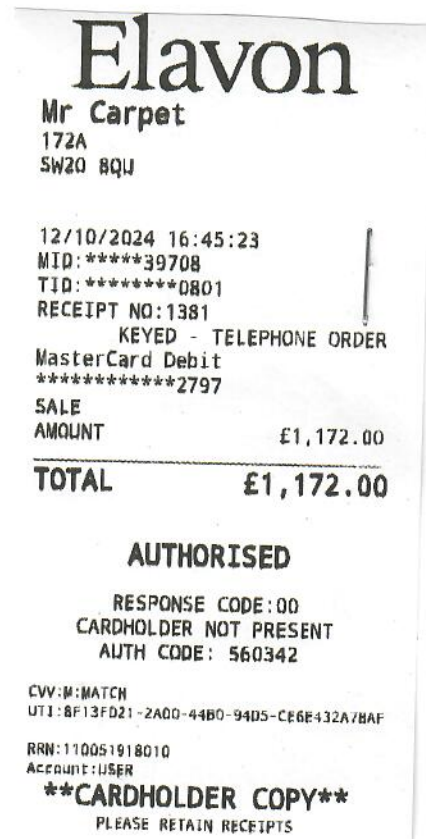 Elavon
Mr Carpet
172A
SW20 8QU
12/10/2024 16:45:23
MID:*****39708
TID:********0801
RECEIPT NO:1381
KEYED - TELEPHONE ORDER
MasterCard Debit
************2797
SALE
AMOUNT £1,172.00
TOTAL £1,172.00
AUTHORISED
RESPONSE CODE:00
CARDHOLDER NOT PRESENT
AUTH CODE: 560342
CVV:M:MATCH
UTI:8F13FD21-2A00-44B0-94D5-CE6E432A7BAF
RRN:110051918010
Account:USER
**CARDHOLDER COPY**
PLEASE RETAIN RECEIPTS